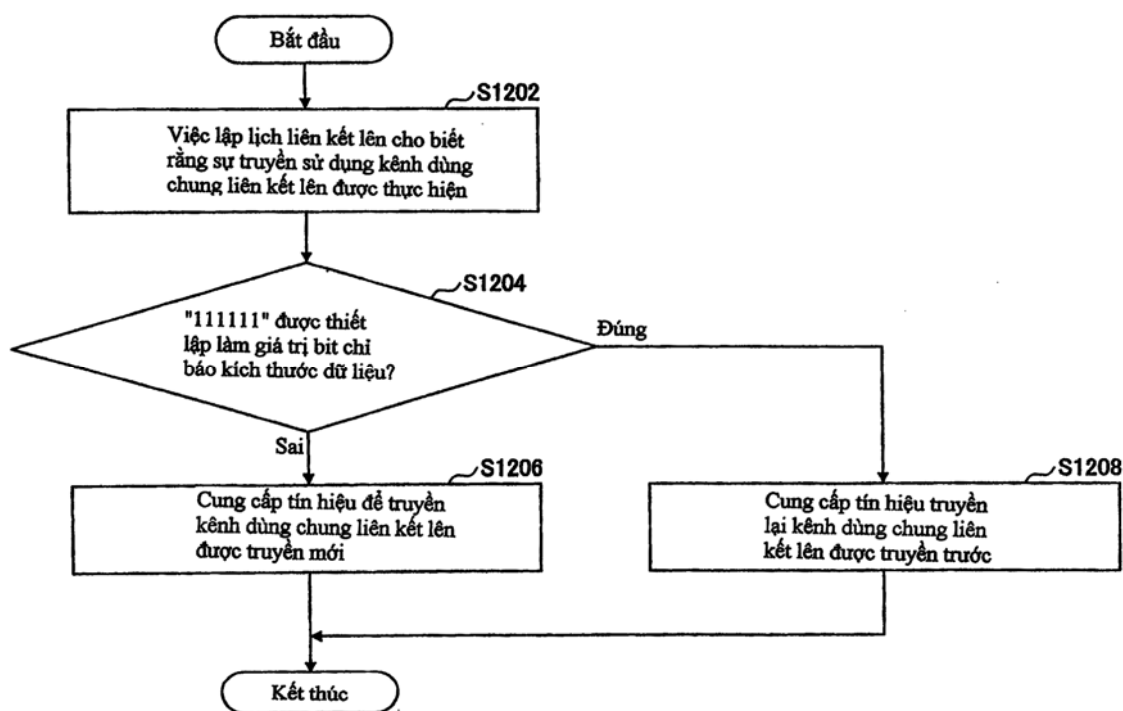 Bắt đầu
S1202
Việc lập lịch liên kết lên cho biết
rằng sự truyền sử dụng kênh dùng
chung liên kết lên được thực hiện
S1204
"111111" được thiết
lập làm giá trị bit chỉ
báo kích thước dữ liệu?
Đúng
Sai
S1206
Cung cấp tín hiệu để truyền
kênh dùng chung liên kết lên
được truyền mới
S1208
Cung cấp tín hiệu truyền
lại kênh dùng chung liên
kết lên được truyền trước
Kết thúc